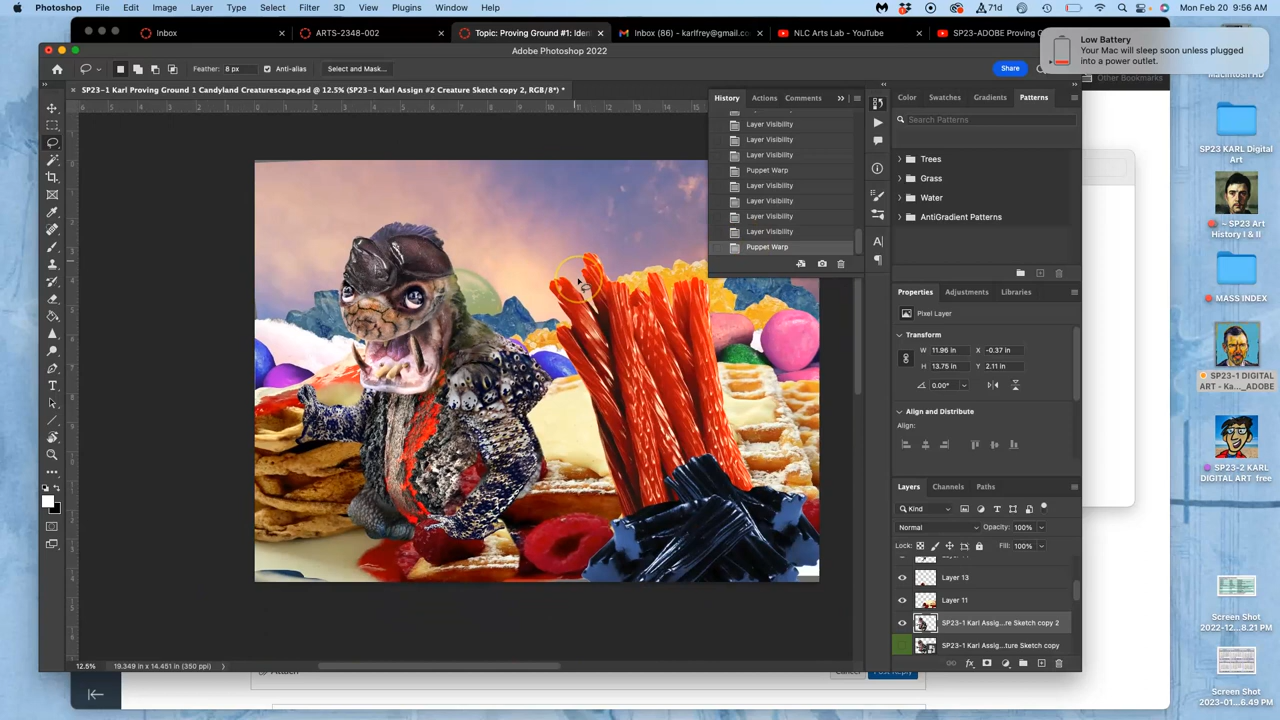 Photoshop File Edit Image Layer Type Select Filter 3D View Plugins Window Help 71d Mon Feb 20 9:56 AM
Inbox ARTS-2348-002 Topic: Proving Ground #1: Iden Inbox (86) - karlfrey@gmail.co NLC Arts Lab - YouTube SP23-ADOBE Proving G
Low Battery
Your Mac will sleep soon unless plugged
into a power outlet.
Adobe Photoshop 2022
Feather: 8 px Anti-alias Select and Mask... Share
Other Bookmarks
SP23-1 Karl Proving Ground 1 Candyland Creaturescape.psd @ 12.5% (SP23-1 Karl Assign #2 Creature Sketch copy 2, RGB/8*) *
History Actions Comments
Layer Visibility
Layer Visibility
Layer Visibility
Puppet Warp
Layer Visibility
Layer Visibility
Layer Visibility
Layer Visibility
Puppet Warp
Color Swatches Gradients Patterns
Search Patterns
Trees
Grass
Water
AntiGradient Patterns
Properties Adjustments Libraries
Pixel Layer
Transform
W 11.96 in X -0.37 in
H 13.75 in Y 2.11 in
0.00°
Align and Distribute
Align:
Layers Channels Paths
Kind
Normal Opacity: 100%
Lock: Fill: 100%
Layer 13
Layer 11
SP23-1 Karl Assig...re Sketch copy 2
SP23-1 Karl Assig...ture Sketch copy
12.5% 19.349 in x 14.451 in (350 ppi)
Macintosh HD
SP23 KARL Digital
Art
~ SP23 Art
History I & II
MASS INDEX
SP23-1 DIGITAL
ART - Ka..._ADOBE
SP23-2 KARL
DIGITAL ART free
Screen Shot
2022-12...8.21 PM
Screen Shot
2023-01...6.49 PM